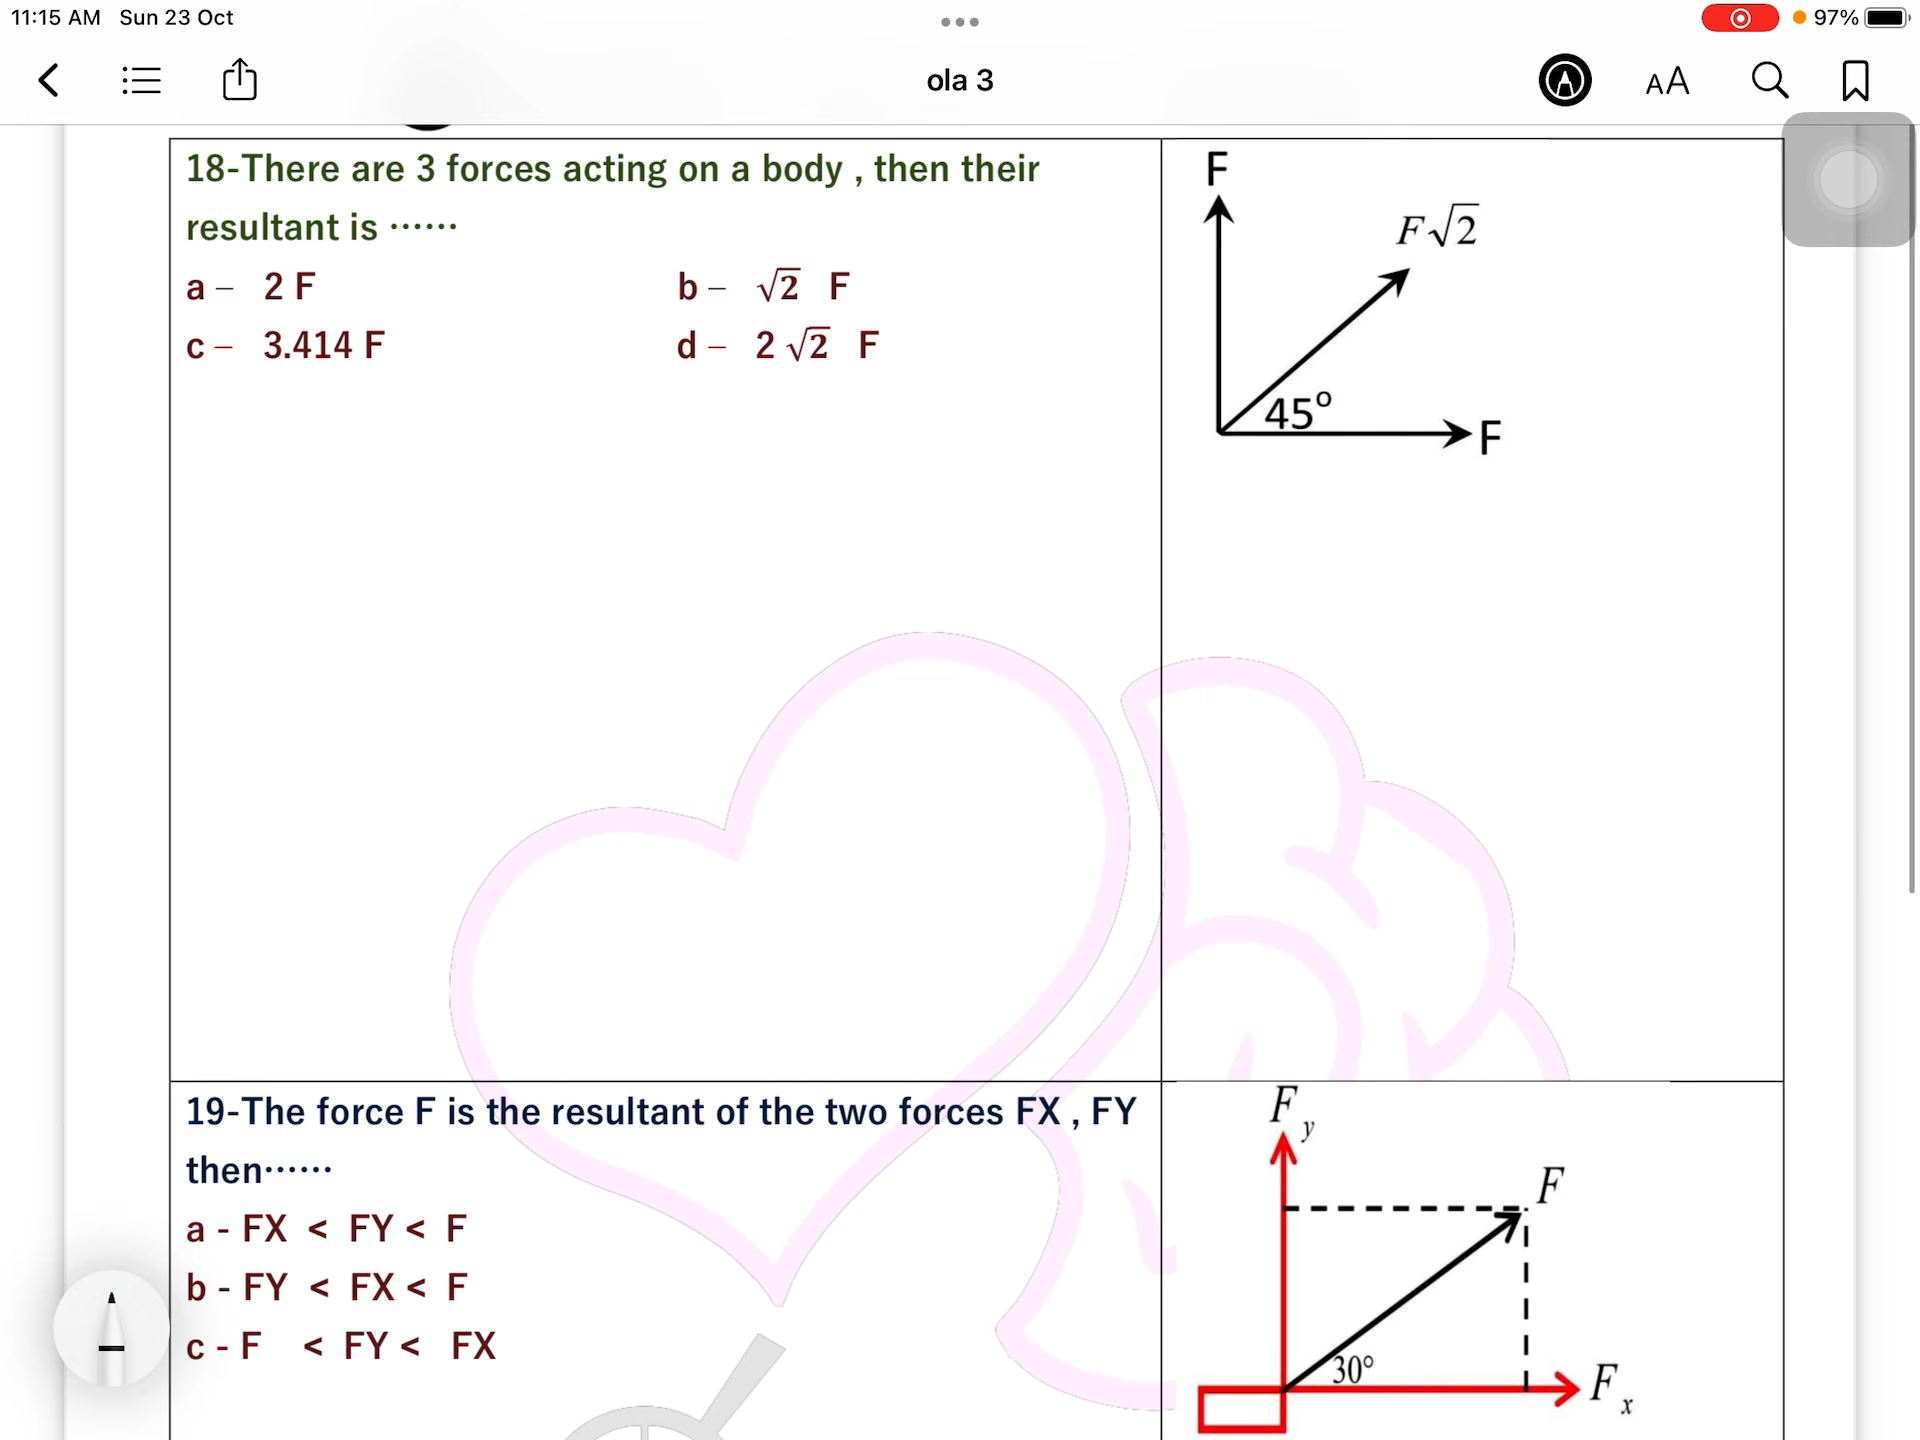 11:15 AM Sun 23 Oct
97%
ola 3
AA
18-There are 3 forces acting on a body , then their
resultant is ······
a – 2 F b – √2 F
c – 3.414 F d – 2 √2 F
F
F√2
45°
F
19-The force F is the resultant of the two forces FX , FY
then······
a - FX < FY < F
b - FY < FX < F
c - F < FY < FX
Fy
F
30°
Fx